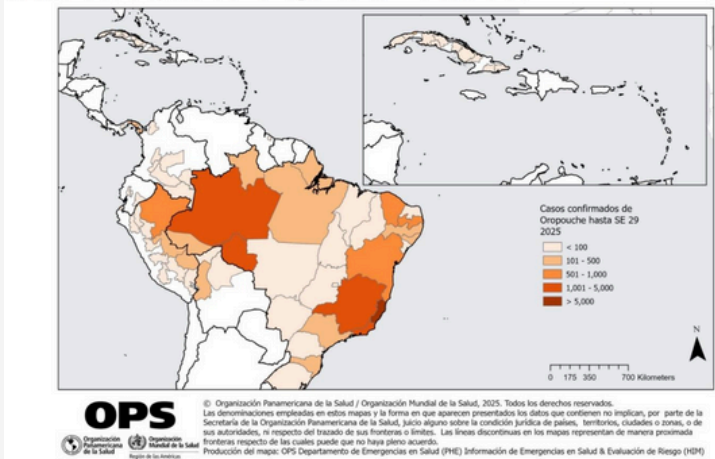 Casos confirmados de
Oropouche hasta SE 29
2025
< 100
101 - 500
501 - 1,000
1,001 - 5,000
> 5,000
N
0 175 350 700 Kilometers
OPS
Organización
Panamericana
de la Salud
Organización
Mundial de la Salud
Región de las Américas
© Organización Panamericana de la Salud / Organización Mundial de la Salud, 2025. Todos los derechos reservados.
Las denominaciones empleadas en estos mapas y la forma en que aparecen presentados los datos que contienen no implican, por parte de la
Secretaría de la Organización Panamericana de la Salud, juicio alguno sobre la condición jurídica de países, territorios, ciudades o zonas, o de
sus autoridades, ni respecto del trazado de sus fronteras o límites. Las líneas discontinuas en los mapas representan de manera aproximada
fronteras respecto de las cuales puede que no haya pleno acuerdo.
Producción del mapa: OPS Departamento de Emergencias en Salud (PHE) Información de Emergencias en Salud & Evaluación de Riesgo (HIM)